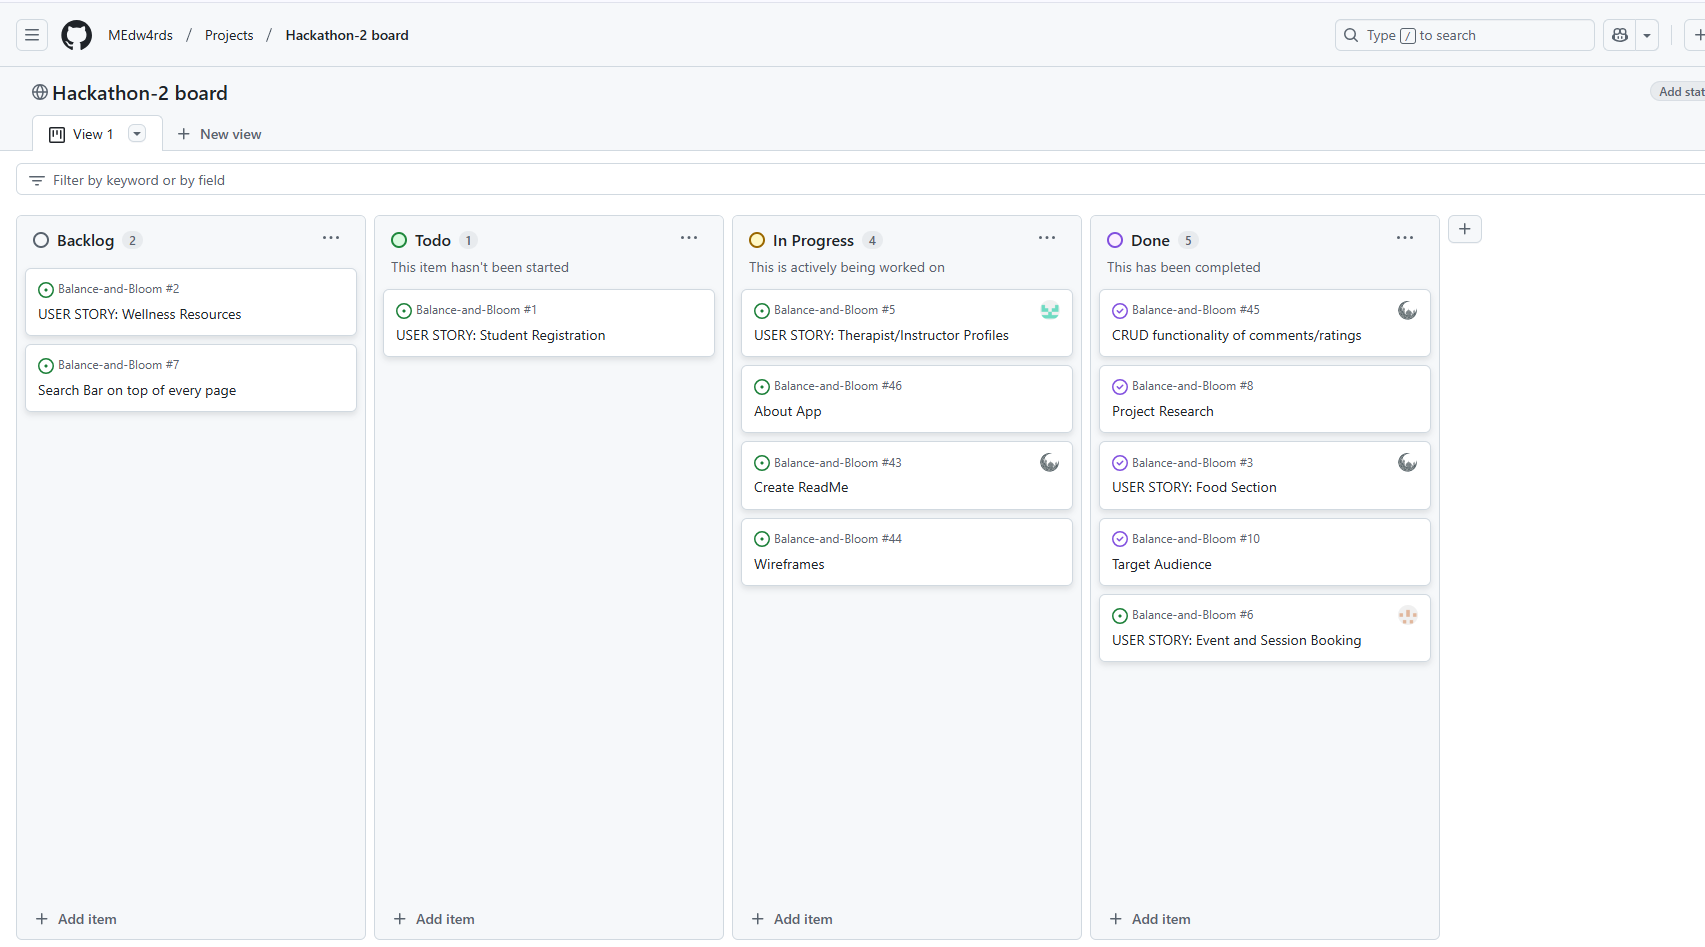 MEdw4rds / Projects / Hackathon-2 board
Type / to search
Hackathon-2 board
Add stat
View 1
New view
Filter by keyword or by field
Backlog 2
Balance-and-Bloom #2
USER STORY: Wellness Resources
Balance-and-Bloom #7
Search Bar on top of every page
Add item
Todo 1
This item hasn't been started
Balance-and-Bloom #1
USER STORY: Student Registration
Add item
In Progress 4
This is actively being worked on
Balance-and-Bloom #5
USER STORY: Therapist/Instructor Profiles
Balance-and-Bloom #46
About App
Balance-and-Bloom #43
Create ReadMe
Balance-and-Bloom #44
Wireframes
Add item
Done 5
This has been completed
Balance-and-Bloom #45
CRUD functionality of comments/ratings
Balance-and-Bloom #8
Project Research
Balance-and-Bloom #3
USER STORY: Food Section
Balance-and-Bloom #10
Target Audience
Balance-and-Bloom #6
USER STORY: Event and Session Booking
Add item